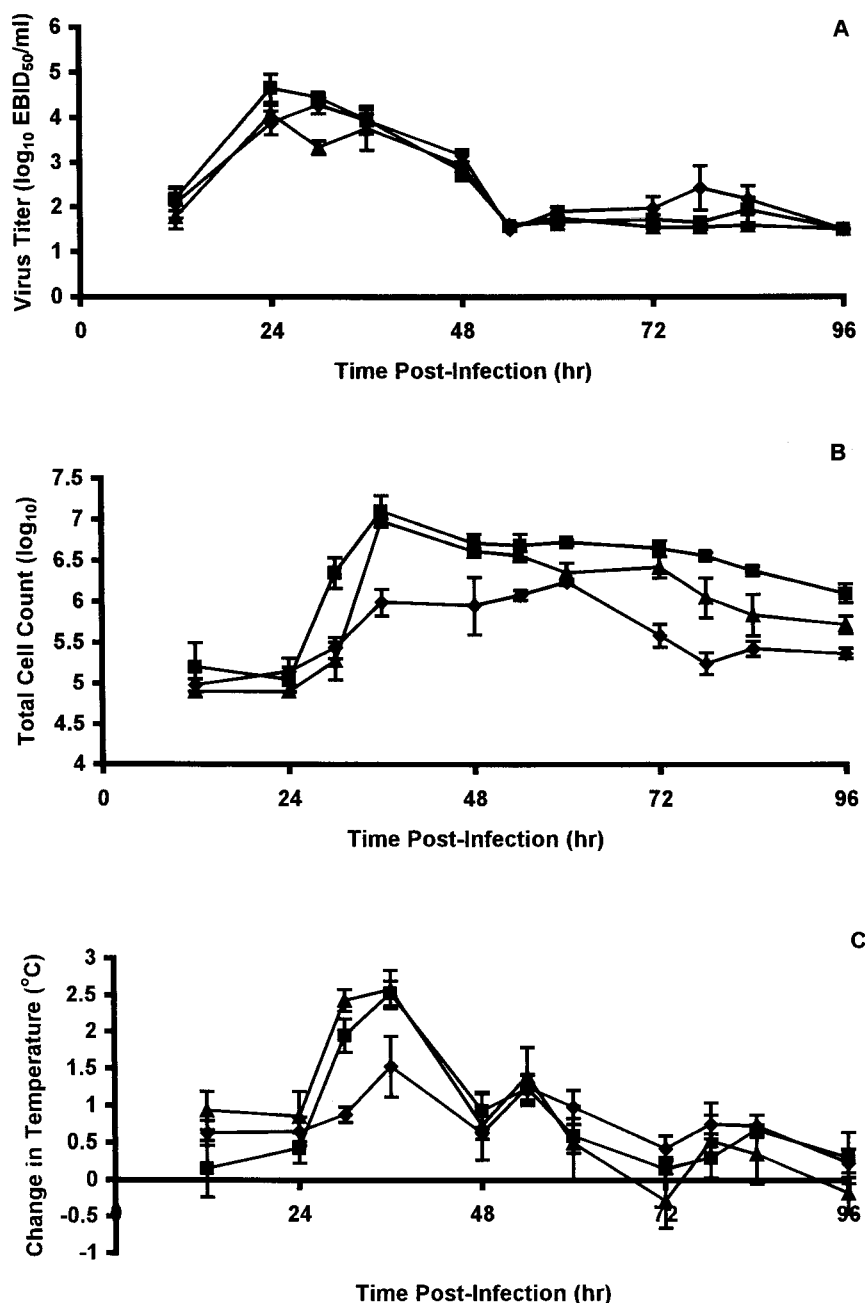 A
Virus Titer (log10 EBID50/ml)
6
5
4
3
2
1
0
0 24 48 72 96
Time Post-Infection (hr)
B
Total Cell Count (log10)
7.5
7
6.5
6
5.5
5
4.5
4
0 24 48 72 96
Time Post-Infection (hr)
C
Change in Temperature (°C)
3
2.5
2
1.5
1
0.5
0
-0.5
-1
0 24 48 72 96
Time Post-Infection (hr)